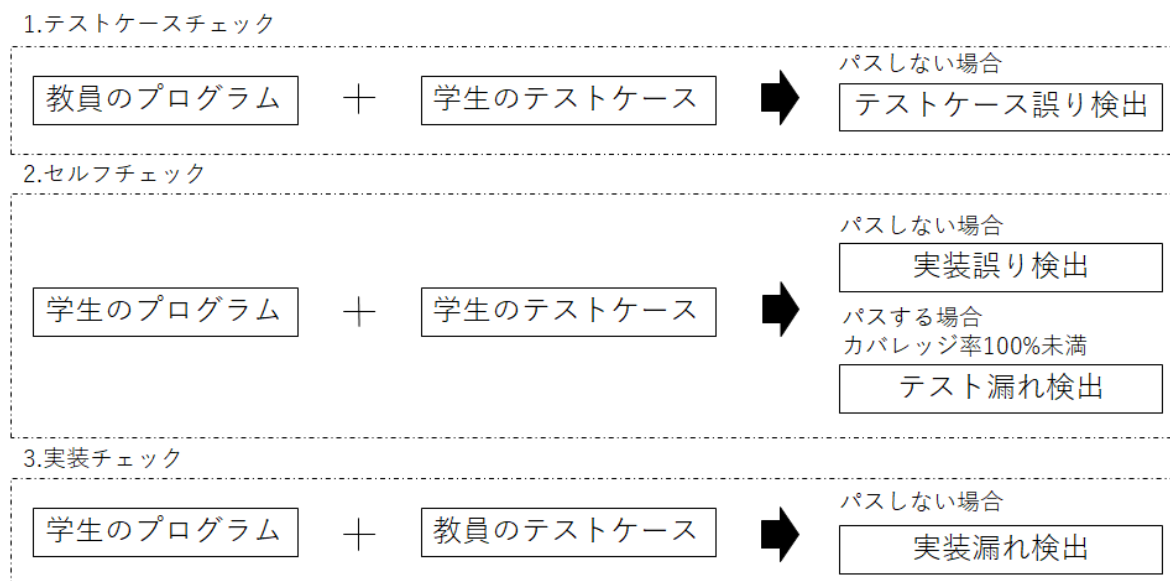 1.テストケースチェック
教員のプログラム + 学生のテストケース
パスしない場合
テストケース誤り検出
2.セルフチェック
学生のプログラム + 学生のテストケース
パスしない場合
実装誤り検出
パスする場合
カバレッジ率100%未満
テスト漏れ検出
3.実装チェック
学生のプログラム + 教員のテストケース
パスしない場合
実装漏れ検出